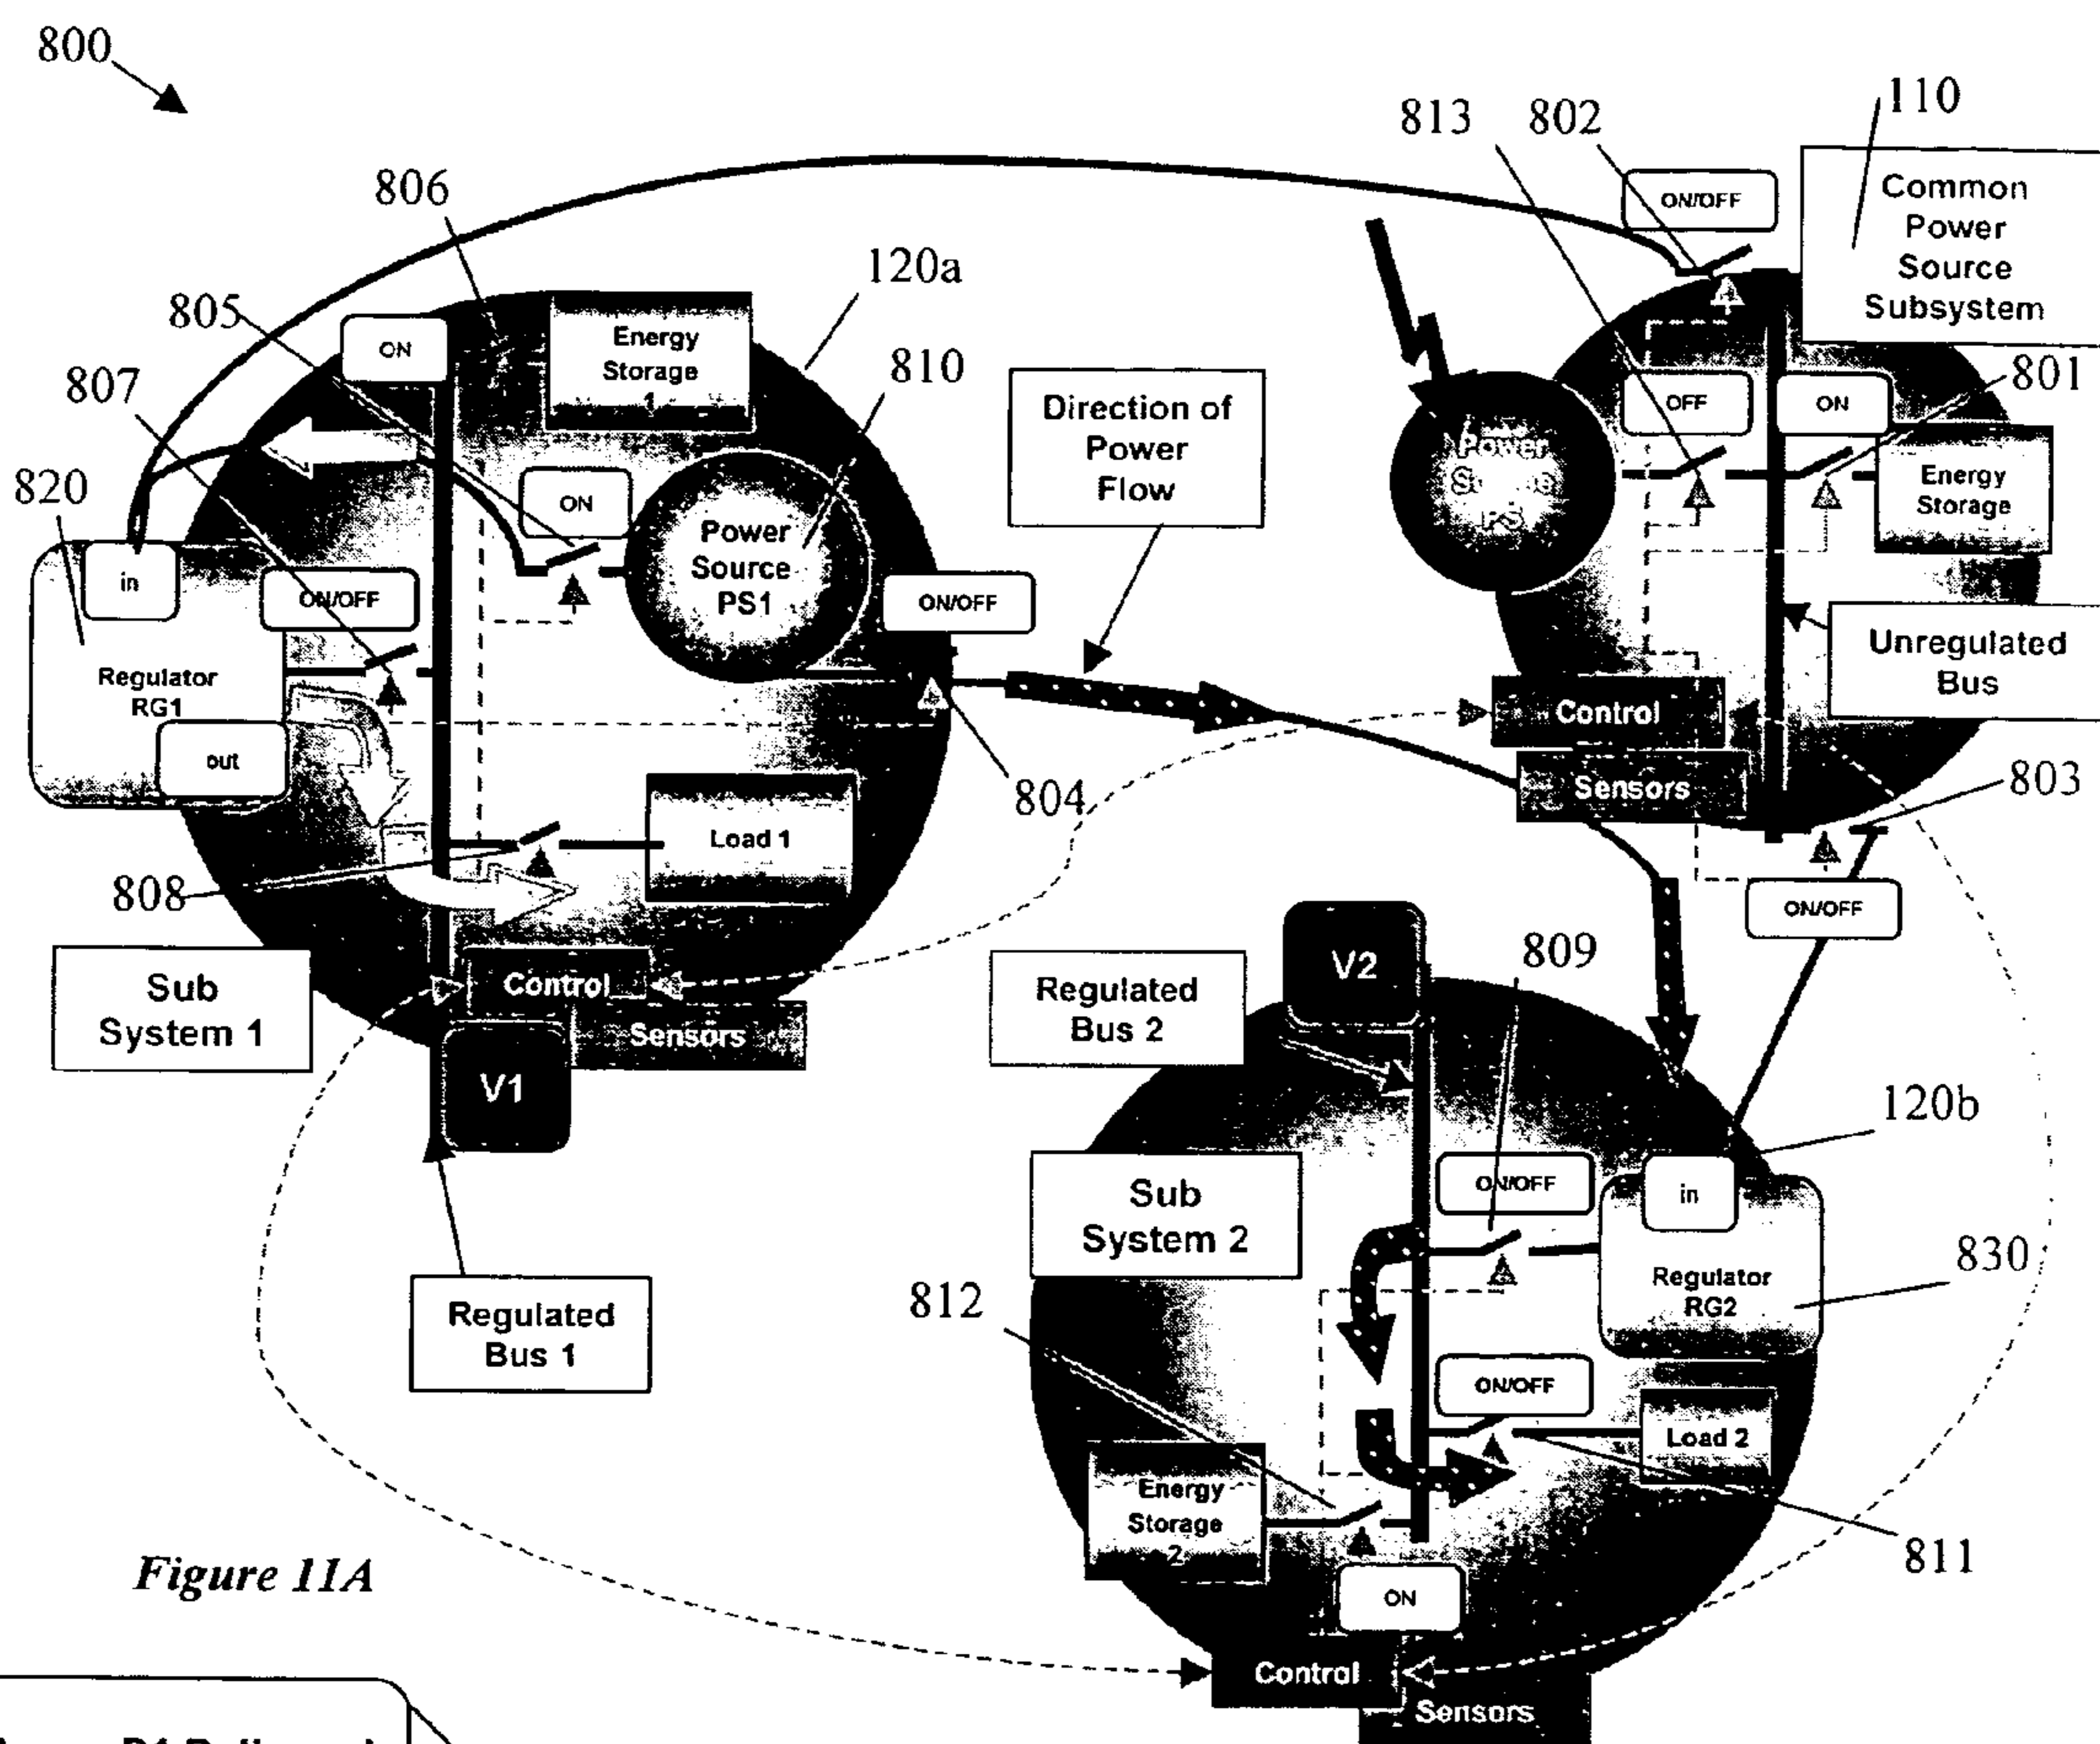 800
806
805
807
820
120a
810
813
802
110
ON/OFF
Common
Power
Source
Subsystem
801
ON
Energy
Storage
1
ON
Power
Source
PS1
in
ON/OFF
Regulator
RG1
out
ON/OFF
Direction of
Power
Flow
OFF
ON
Power
Source
PS
Energy
Storage
Unregulated
Bus
Control
Sensors
803
804
ON/OFF
Load 1
808
Sub
System 1
Control
Sensors
V1
Regulated
Bus 1
Regulated
Bus 2
V2
809
120b
Sub
System 2
ON/OFF
in
Regulator
RG2
830
812
ON/OFF
Load 2
Energy
Storage
2
811
ON
Control
Sensors
Figure 11A